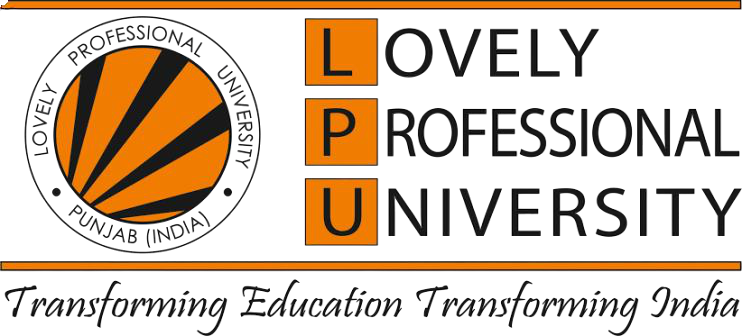 LOVELY PROFESSIONAL UNIVERSITY
• PUNJAB (INDIA) •
LOVELY
PROFESSIONAL
UNIVERSITY
Transforming Education Transforming India